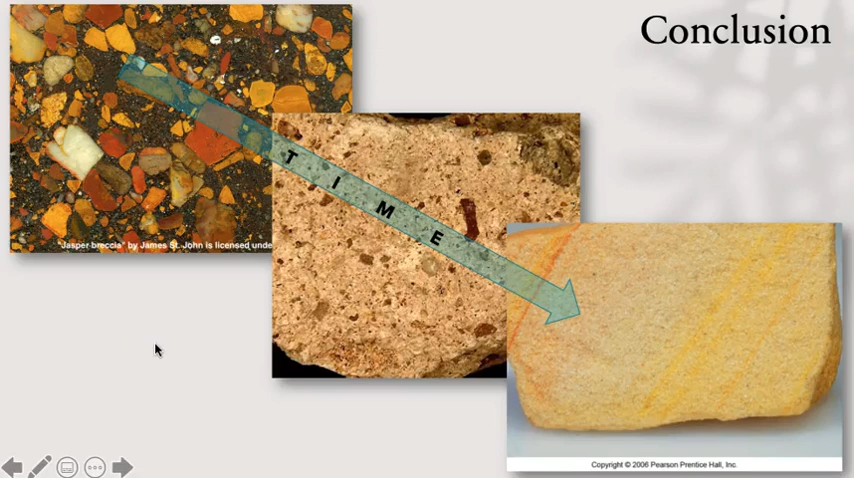 Conclusion
"Jasper breccia" by James St. John is licensed unde
T I M E
Copyright © 2006 Pearson Prentice Hall, Inc.